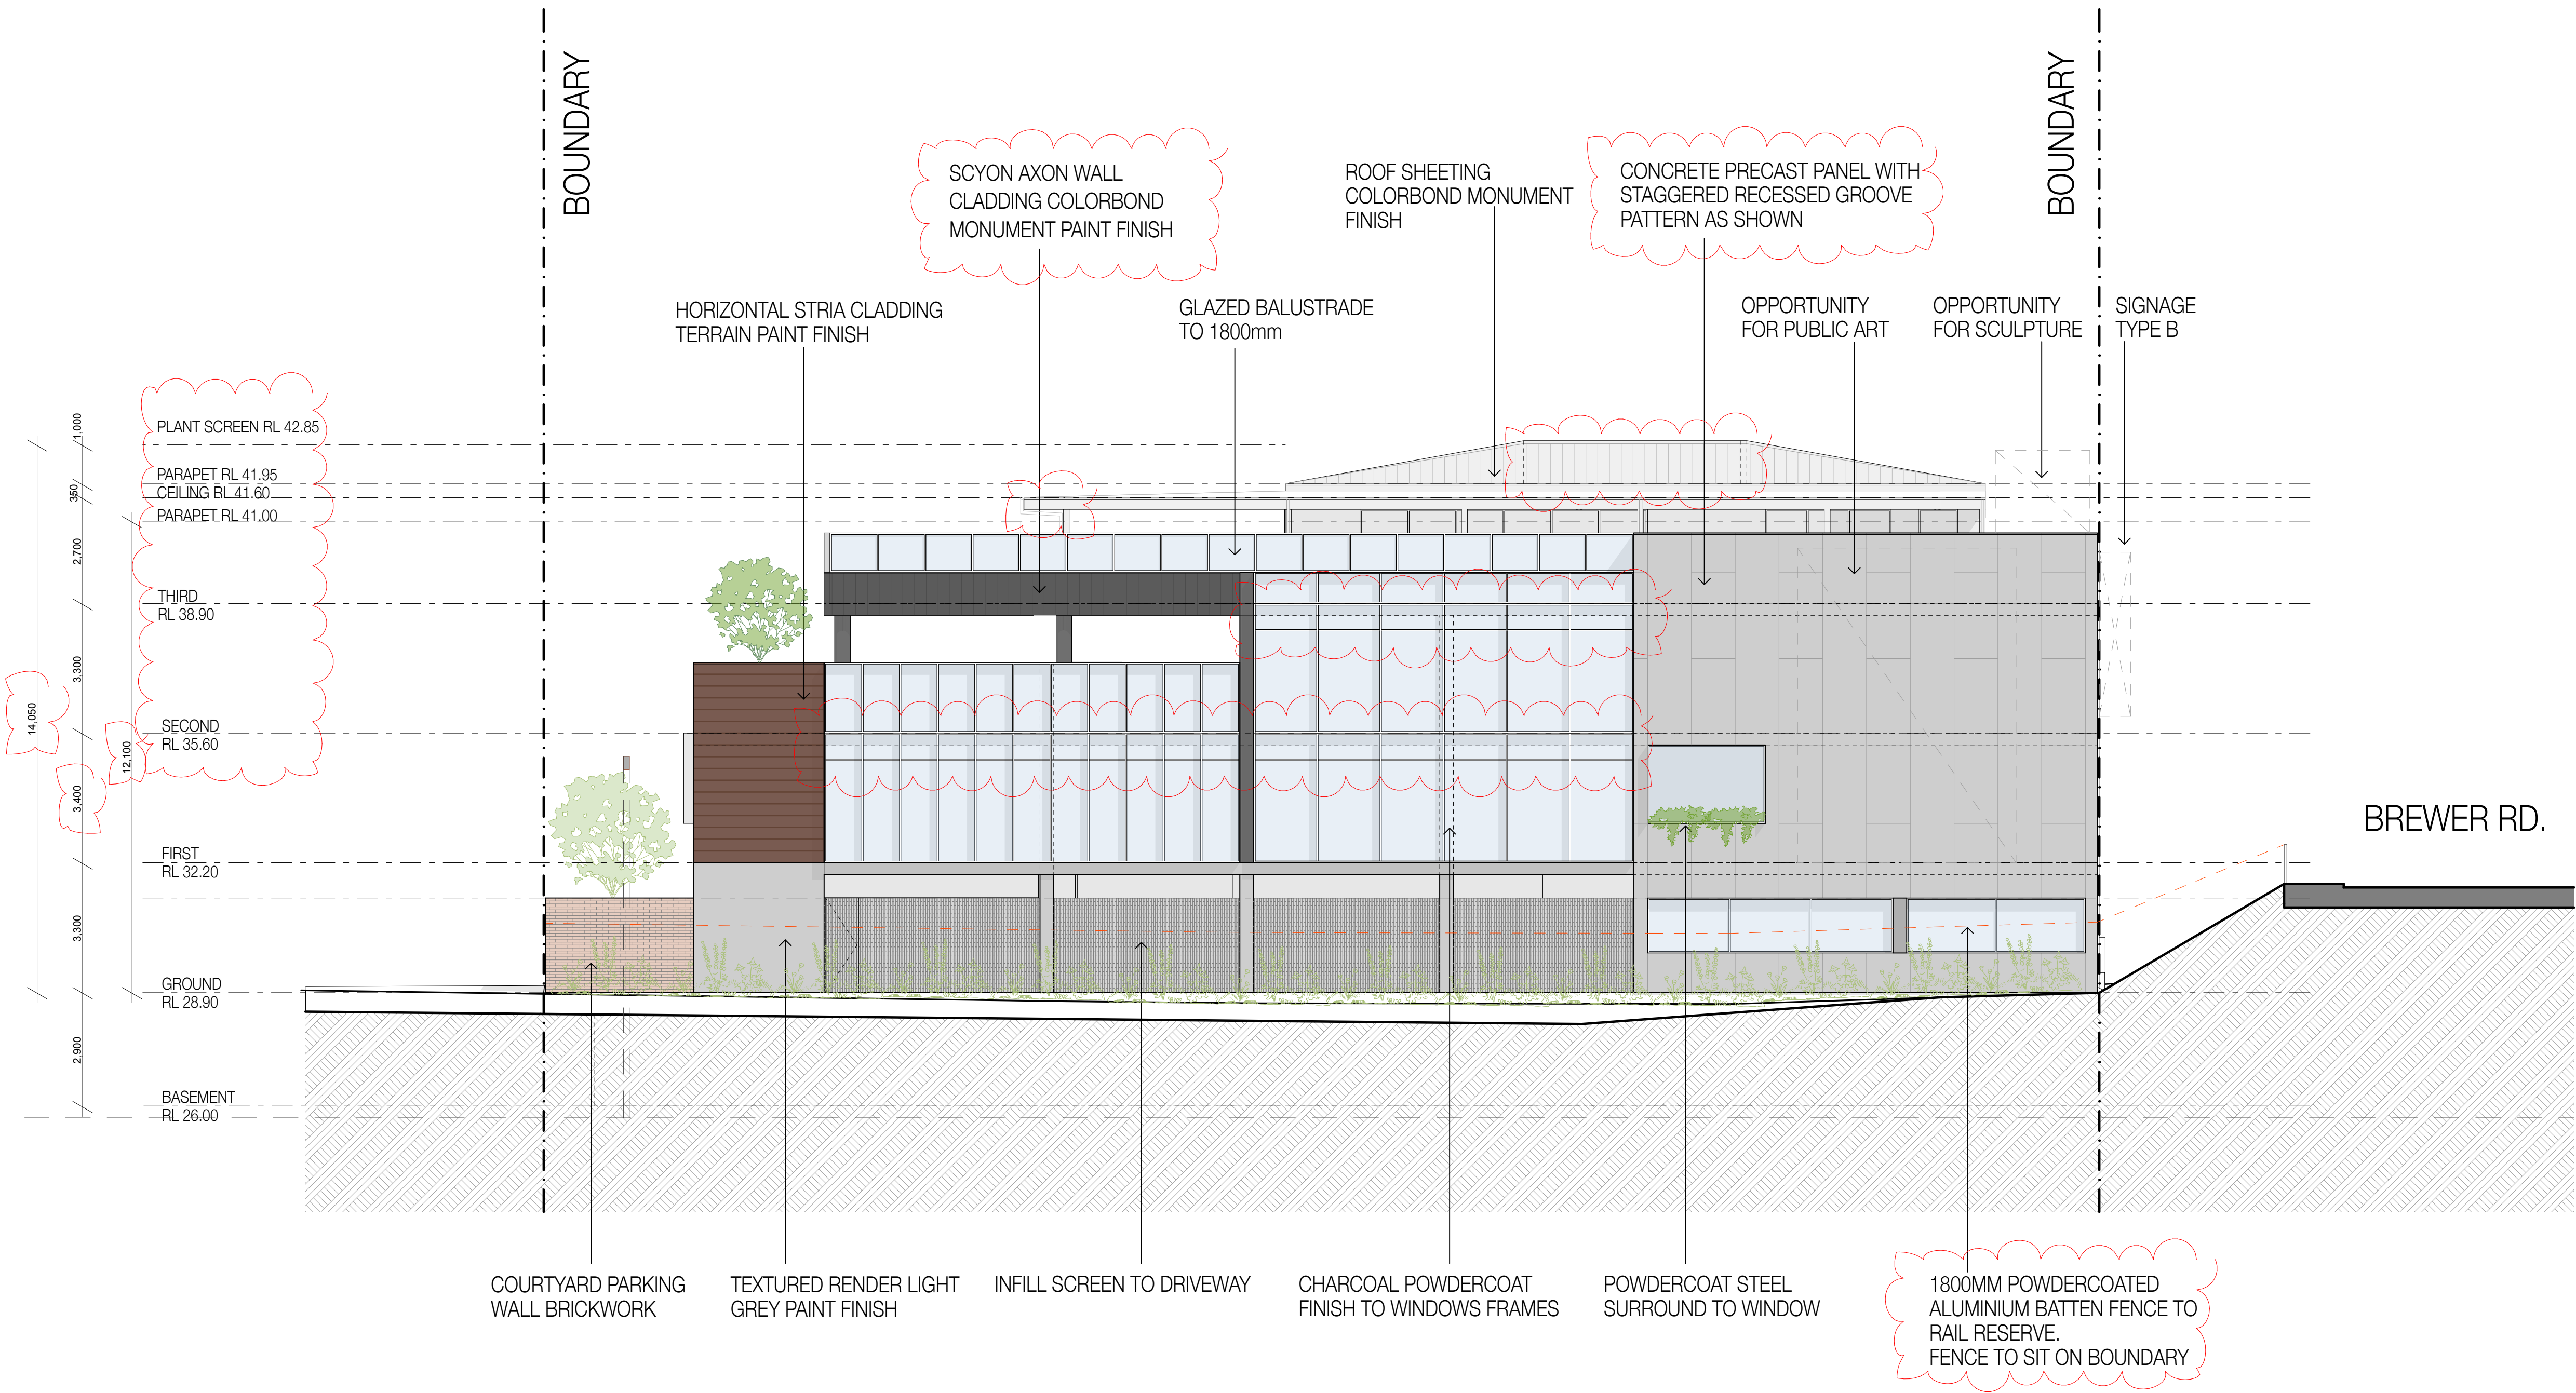 BOUNDARY
BOUNDARY
SCYON AXON WALL
CLADDING COLORBOND
MONUMENT PAINT FINISH
ROOF SHEETING
COLORBOND MONUMENT
FINISH
CONCRETE PRECAST PANEL WITH
STAGGERED RECESSED GROOVE
PATTERN AS SHOWN
HORIZONTAL STRIA CLADDING
TERRAIN PAINT FINISH
GLAZED BALUSTRADE
TO 1800mm
OPPORTUNITY
FOR PUBLIC ART
OPPORTUNITY
FOR SCULPTURE
SIGNAGE
TYPE B
PLANT SCREEN RL 42.85
PARAPET RL 41.95
CEILING RL 41.60
PARAPET RL 41.00
THIRD
RL 38.90
SECOND
RL 35.60
FIRST
RL 32.20
GROUND
RL 28.90
BASEMENT
RL 26.00
1,000
350
2,700
3,300
3,400
3,300
2,900
14,050
12,100
BREWER RD.
COURTYARD PARKING
WALL BRICKWORK
TEXTURED RENDER LIGHT
GREY PAINT FINISH
INFILL SCREEN TO DRIVEWAY
CHARCOAL POWDERCOAT
FINISH TO WINDOWS FRAMES
POWDERCOAT STEEL
SURROUND TO WINDOW
1800MM POWDERCOATED
ALUMINIUM BATTEN FENCE TO
RAIL RESERVE.
FENCE TO SIT ON BOUNDARY